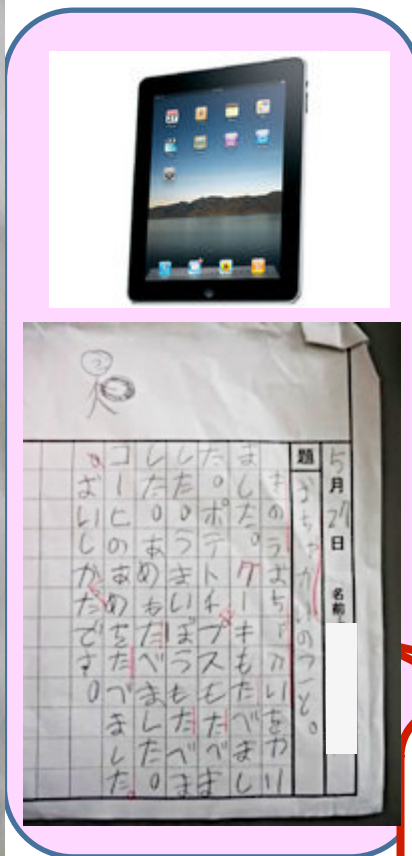 5月27日 名前
題 おちゃかいのうこと。
きのうおちゃかいをやり
ました。ケーキもたべまし
た。ポテトチプスもたべま
した。うまいぼうもたべま
した。あめもたべました。
コーヒのあめをたべました。
おいしかたです。